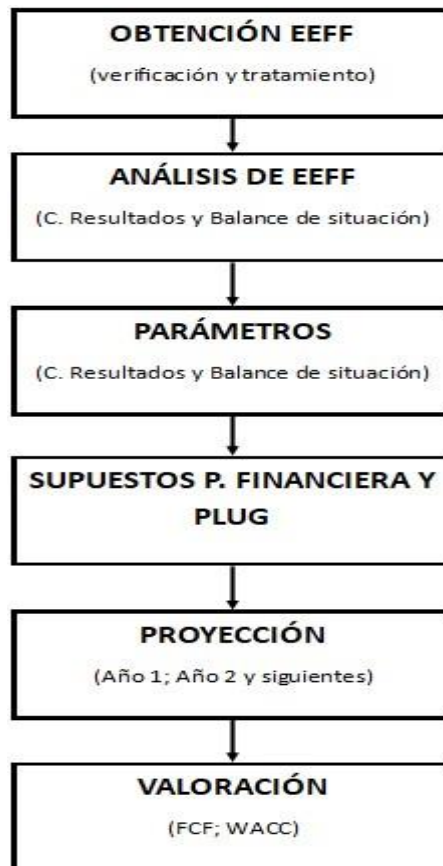 OBTENCIÓN EEFF
(verificación y tratamiento)
ANÁLISIS DE EEFF
(C. Resultados y Balance de situación)
PARÁMETROS
(C. Resultados y Balance de situación)
SUPUESTOS P. FINANCIERA Y
PLUG
PROYECCIÓN
(Año 1; Año 2 y siguientes)
VALORACIÓN
(FCF; WACC)